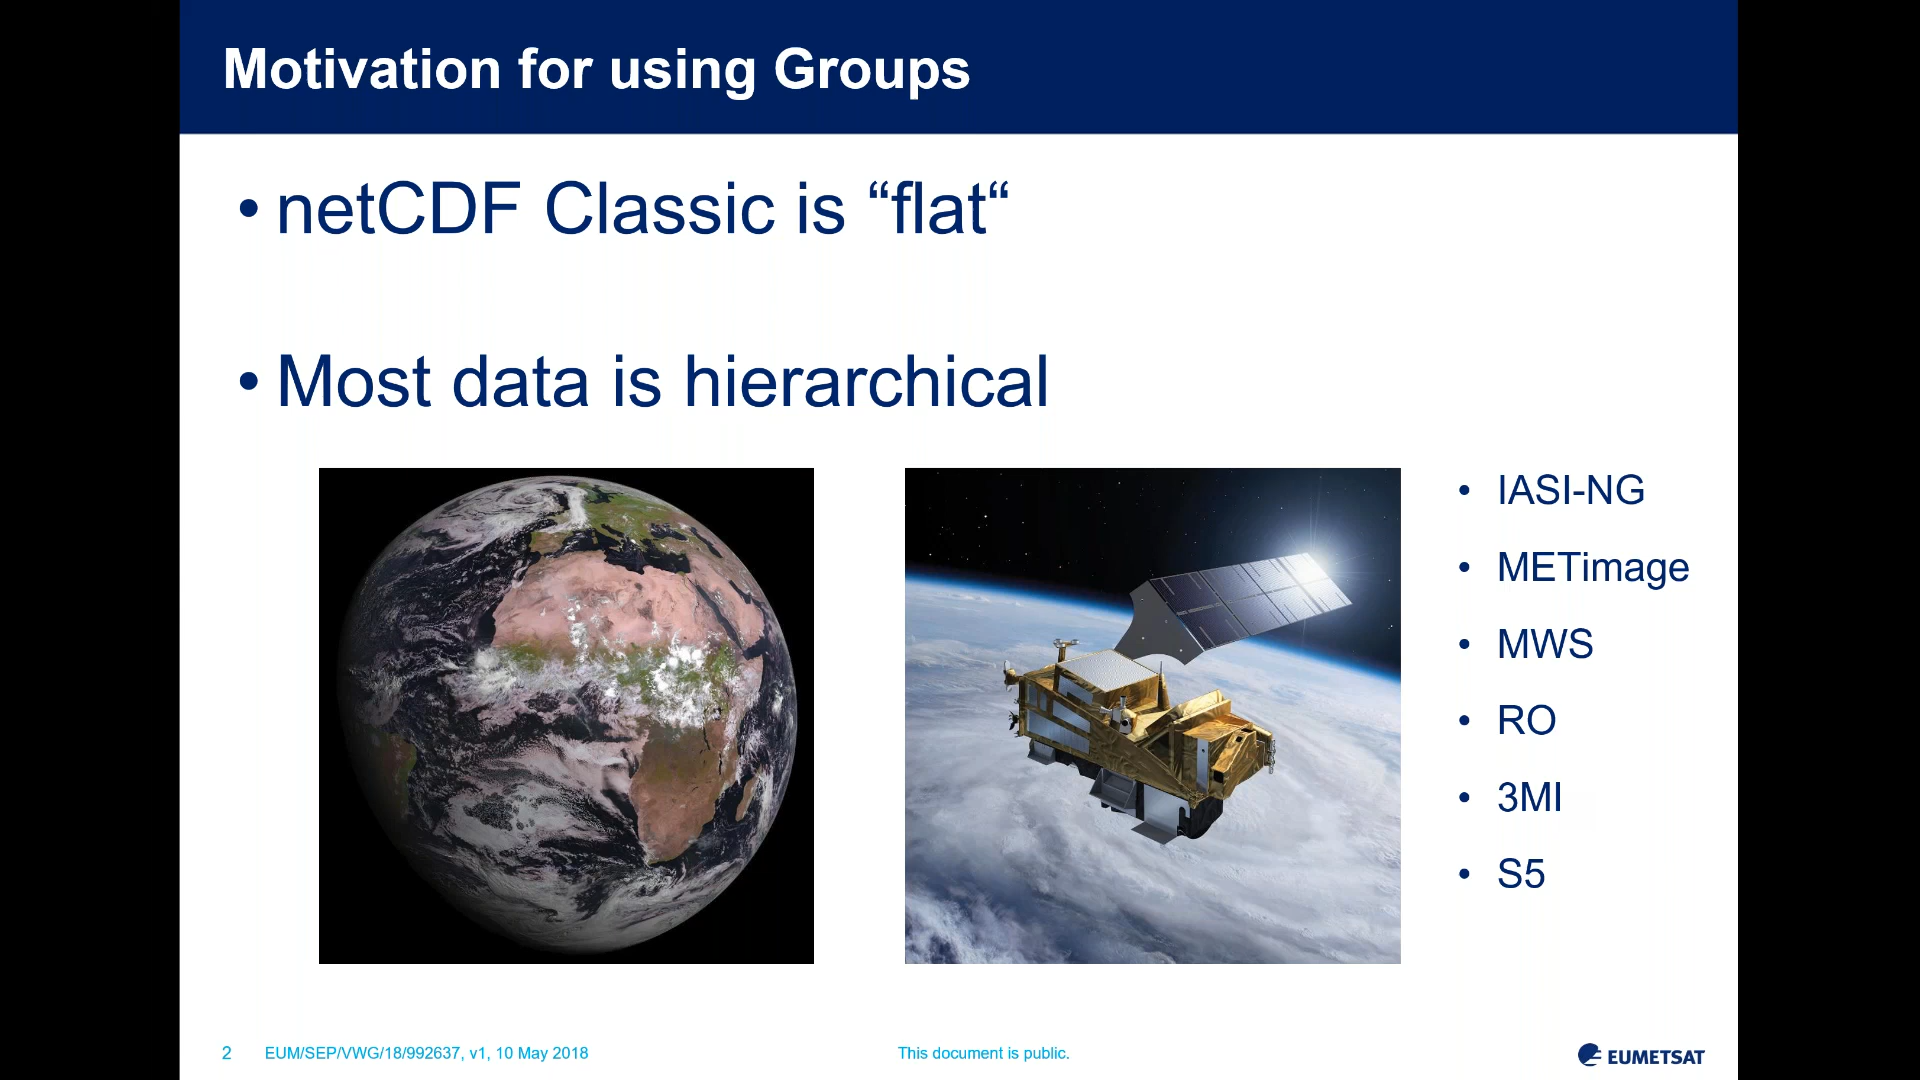 Motivation for using Groups
• netCDF Classic is “flat“
• Most data is hierarchical
• IASI-NG
• METimage
• MWS
• RO
• 3MI
• S5
2 EUM/SEP/VWG/18/992637, v1, 10 May 2018 This document is public. EUMETSAT